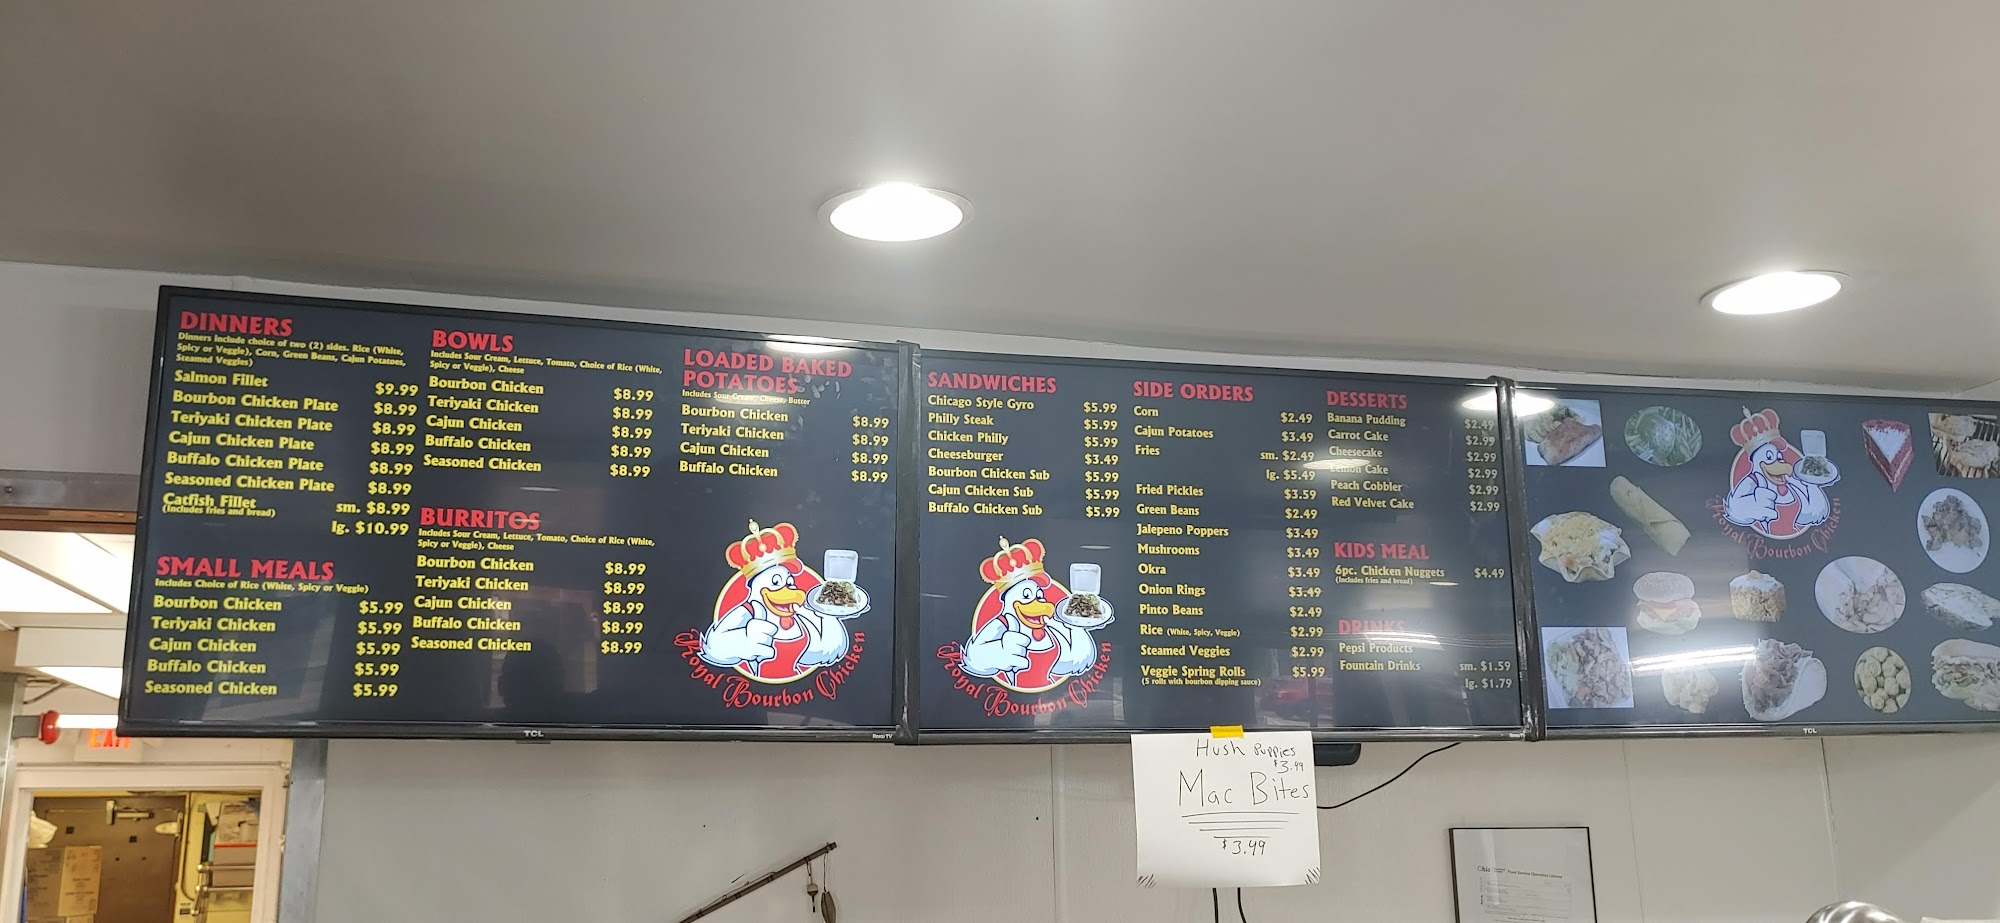 DINNERS
Dinners include choice of two (2) sides. Rice (White,
Spicy or Veggie), Corn, Green Beans, Cajun Potatoes,
Steamed Veggies)
Salmon Fillet $9.99
Bourbon Chicken Plate $8.99
Teriyaki Chicken Plate $8.99
Cajun Chicken Plate $8.99
Buffalo Chicken Plate $8.99
Seasoned Chicken Plate $8.99
Catfish Fillet sm. $8.99
(Includes fries and bread)
lg. $10.99
SMALL MEALS
Includes Choice of Rice (White, Spicy or Veggie)
Bourbon Chicken $5.99
Teriyaki Chicken $5.99
Cajun Chicken $5.99
Buffalo Chicken $5.99
Seasoned Chicken $5.99
BOWLS
Includes Sour Cream, Lettuce, Tomato, Choice of Rice (White,
Spicy or Veggie), Cheese
Bourbon Chicken $8.99
Teriyaki Chicken $8.99
Cajun Chicken $8.99
Buffalo Chicken $8.99
Seasoned Chicken $8.99
BURRITOS
Includes Sour Cream, Lettuce, Tomato, Choice of Rice (White,
Spicy or Veggie), Cheese
Bourbon Chicken $8.99
Teriyaki Chicken $8.99
Cajun Chicken $8.99
Buffalo Chicken $8.99
Seasoned Chicken $8.99
LOADED BAKED
POTATOES
Includes Sour Cream, Cheese, Butter
Bourbon Chicken $8.99
Teriyaki Chicken $8.99
Cajun Chicken $8.99
Buffalo Chicken $8.99
Royal Bourbon Chicken
TCL
Roku TV
SANDWICHES
Chicago Style Gyro $5.99
Philly Steak $5.99
Chicken Philly $5.99
Cheeseburger $3.49
Bourbon Chicken Sub $5.99
Cajun Chicken Sub $5.99
Buffalo Chicken Sub $5.99
Royal Bourbon Chicken
SIDE ORDERS
Corn $2.49
Cajun Potatoes $3.49
Fries sm. $2.49
lg. $5.49
Fried Pickles $3.59
Green Beans $2.49
Jalepeno Poppers $3.49
Mushrooms $3.49
Okra $3.49
Onion Rings $3.49
Pinto Beans $2.49
Rice (White, Spicy, Veggie) $2.99
Steamed Veggies $2.99
Veggie Spring Rolls $5.99
(5 rolls with bourbon dipping sauce)
DESSERTS
Banana Pudding $2.49
Carrot Cake $2.99
Cheesecake $2.99
Lemon Cake $2.99
Peach Cobbler $2.99
Red Velvet Cake $2.99
KIDS MEAL
6pc. Chicken Nuggets $4.49
(Includes fries and bread)
DRINKS
Pepsi Products
Fountain Drinks sm. $1.59
lg. $1.79
Roku TV
Royal Bourbon Chicken
TCL
EXIT
Hush Puppies
$3.49
Mac Bites
$3.49
Ohio
Food Service Operation License